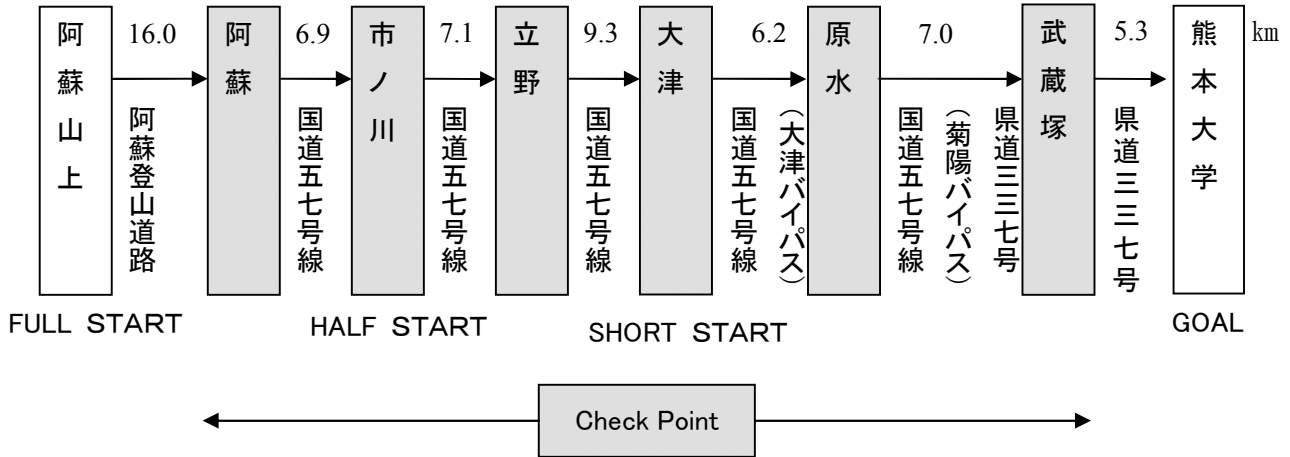 阿蘇山上
16.0
阿蘇登山道路
阿蘇
6.9
国道五七号線
市ノ川
7.1
国道五七号線
立野
9.3
国道五七号線
大津
6.2
国道五七号線
(大津バイパス)
原水
7.0
国道五七号線
(菊陽バイパス)
県道三三七号
武蔵塚
5.3
県道三三七号
熊本大学
km
FULL START
HALF START
SHORT START
GOAL
Check Point